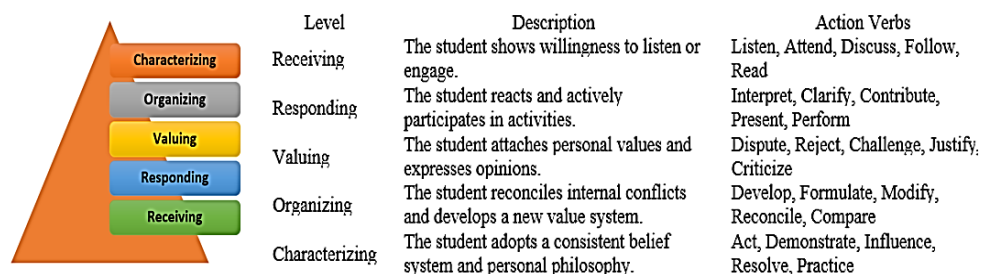 Characterizing
Organizing
Valuing
Responding
Receiving
Level Description Action Verbs
Receiving The student shows willingness to listen or engage. Listen, Attend, Discuss, Follow, Read
Responding The student reacts and actively participates in activities. Interpret, Clarify, Contribute, Present, Perform
Valuing The student attaches personal values and expresses opinions. Dispute, Reject, Challenge, Justify, Criticize
Organizing The student reconciles internal conflicts and develops a new value system. Develop, Formulate, Modify, Reconcile, Compare
Characterizing The student adopts a consistent belief system and personal philosophy. Act, Demonstrate, Influence, Resolve, Practice